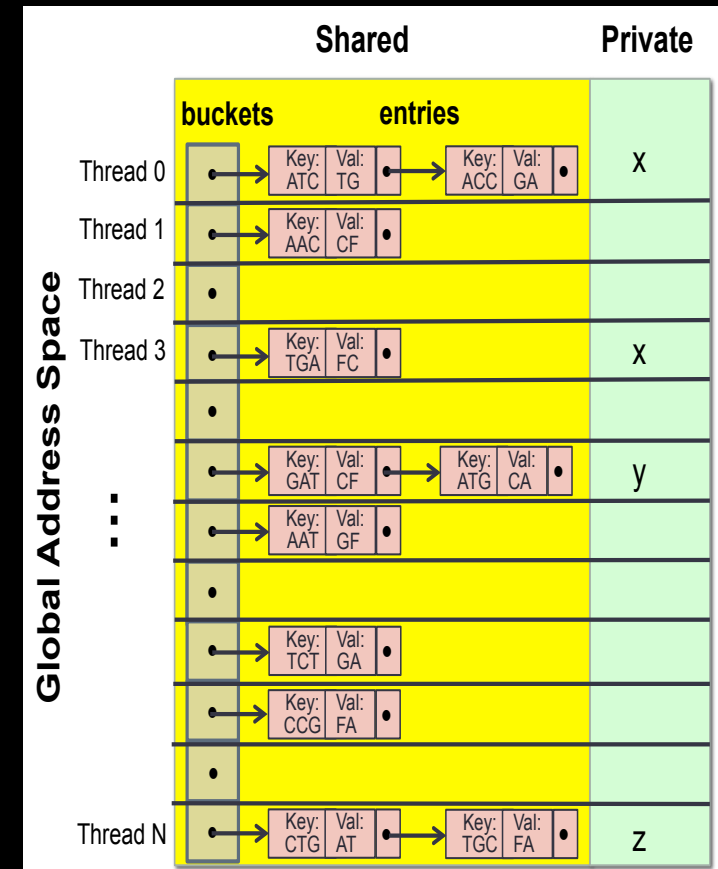 Shared Private
buckets entries
Thread 0 Key: Val: Key: Val: x
ATC TG ACC GA
Thread 1 Key: Val:
AAC CF
Thread 2
Thread 3 Key: Val: x
TGA FC
Key: Val: Key: Val: y
GAT CF ATG CA
Key: Val:
AAT GF
Key: Val:
TCT GA
Key: Val:
CCG FA
Thread N Key: Val: Key: Val: z
CTG AT TGC FA
Global Address Space
...